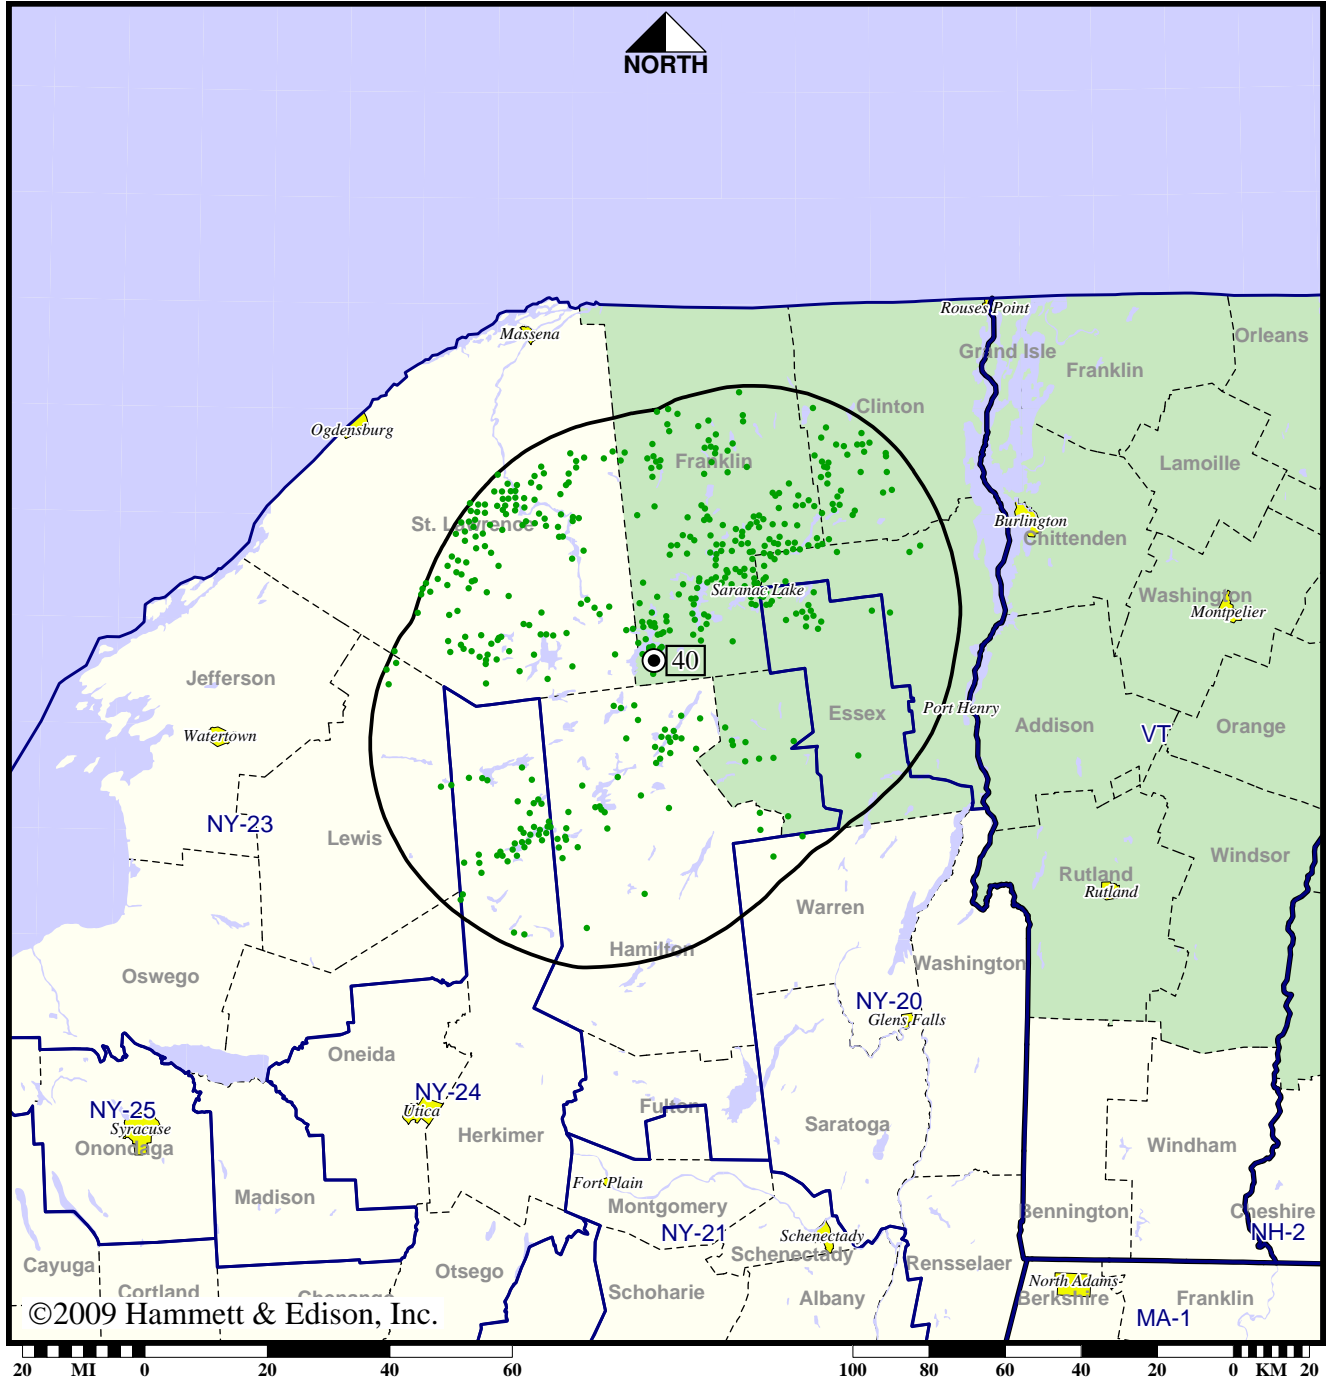 NORTH
Rouses Point
Massena
Orleans
Grand Isle
Franklin
Clinton
Ogdensburg
Franklin
Lamoille
St. Lawrence
Burlington
Chittenden
Saranac Lake
Washington
Montpelier
40
Jefferson
Port Henry
Essex
Addison
VT
Orange
Watertown
NY-23
Lewis
Windsor
Rutland
Rutland
Warren
Hamilton
Washington
Oswego
NY-20
Glens Falls
Oneida
NY-24
Utica
NY-25
Syracuse
Onondaga
Fulton
Herkimer
Saratoga
Windham
Fort Plain
Madison
Montgomery
Bennington
Cheshire
NY-21
Schenectady
Schenectady
NH-2
Cayuga
Otsego
Rensselaer
North Adams
Cortland
Chenango
Schoharie
Albany
Berkshire
Franklin
MA-1
©2009 Hammett & Edison, Inc.
20 MI 0 20 40 60 100 80 60 40 20 0 KM 20